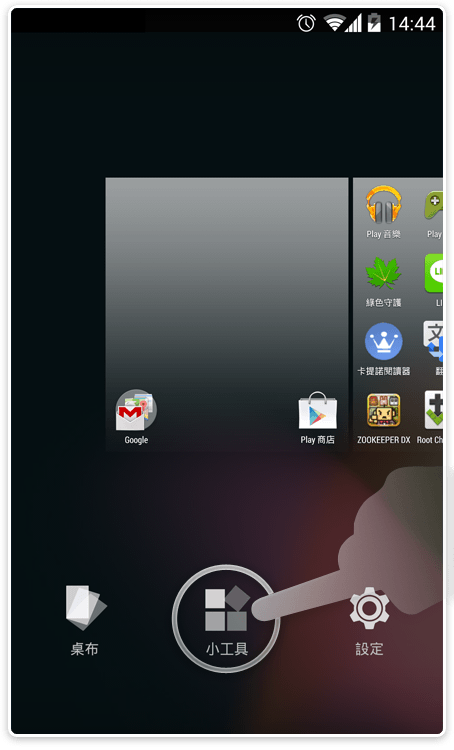 14:44
Play 音樂
Play
綠色守護
LI
卡提諾閱讀器
翻
Google
Play 商店
ZOOKEEPER DX
Root Ch
桌布
小工具
設定